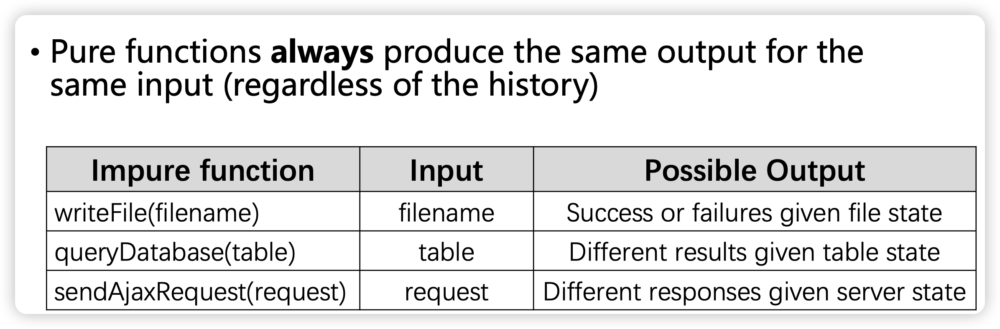 • Pure functions always produce the same output for the
same input (regardless of the history)
Impure function Input Possible Output
writeFile(filename) filename Success or failures given file state
queryDatabase(table) table Different results given table state
sendAjaxRequest(request) request Different responses given server state